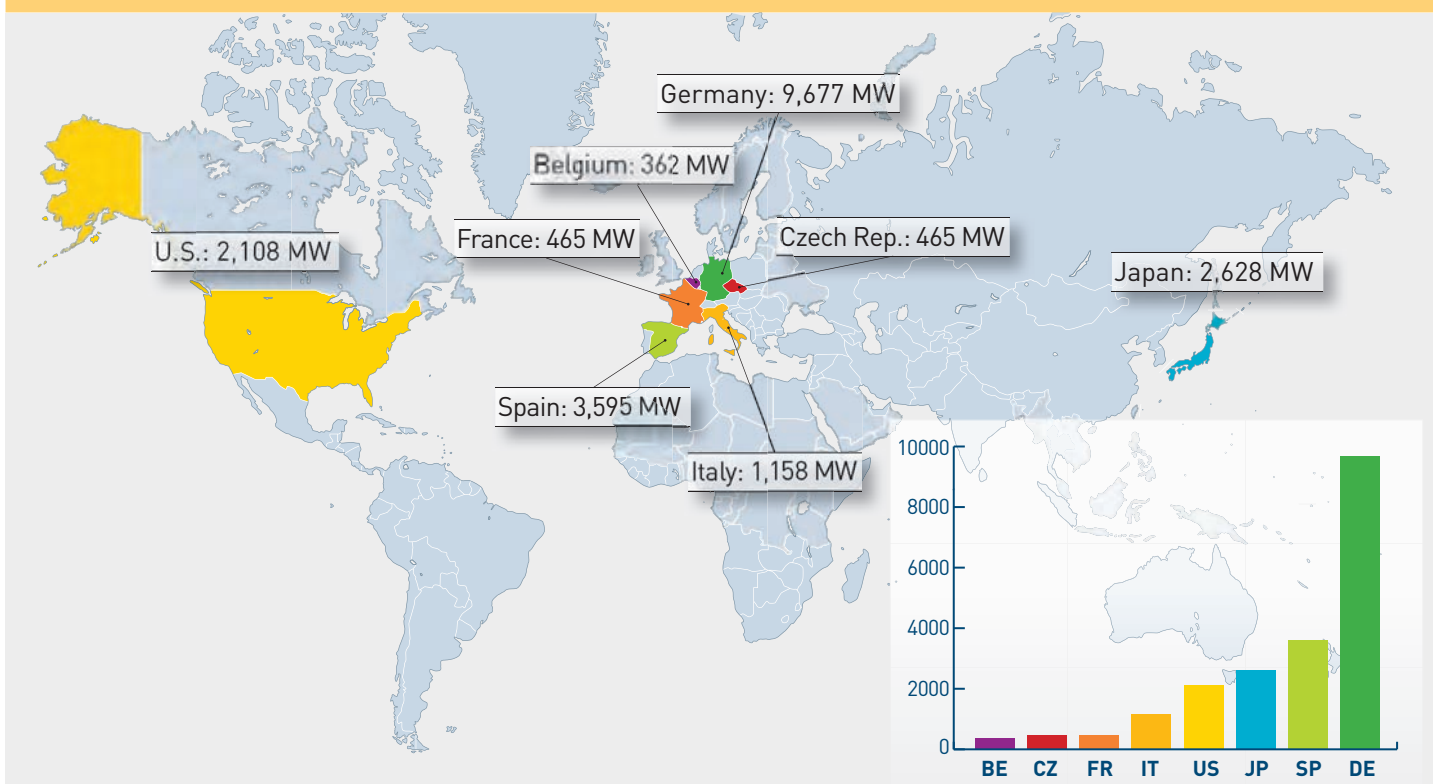 Germany: 9,677 MW
Belgium: 362 MW
France: 465 MW
Czech Rep.: 465 MW
U.S.: 2,108 MW
Japan: 2,628 MW
Spain: 3,595 MW
Italy: 1,158 MW
10000
8000
6000
4000
2000
0
BE CZ FR IT US JP SP DE